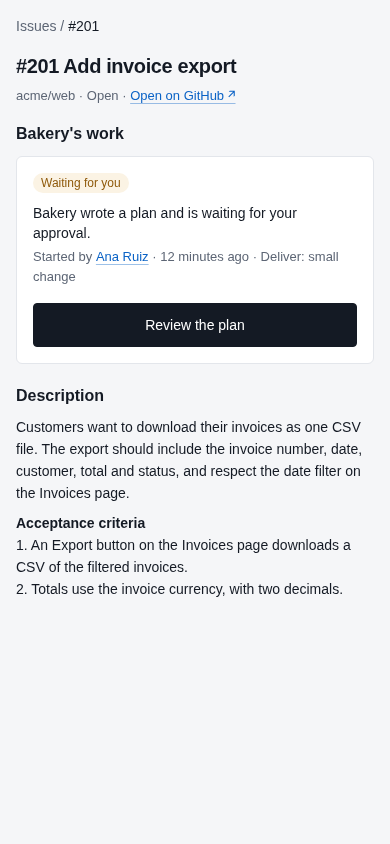 Issues / #201
#201 Add invoice export
acme/web · Open · Open on GitHub ↗
Bakery's work
Waiting for you
Bakery wrote a plan and is waiting for your
approval.
Started by Ana Ruiz · 12 minutes ago · Deliver: small
change
Review the plan
Description
Customers want to download their invoices as one CSV
file. The export should include the invoice number, date,
customer, total and status, and respect the date filter on
the Invoices page.
Acceptance criteria
1. An Export button on the Invoices page downloads a
CSV of the filtered invoices.
2. Totals use the invoice currency, with two decimals.